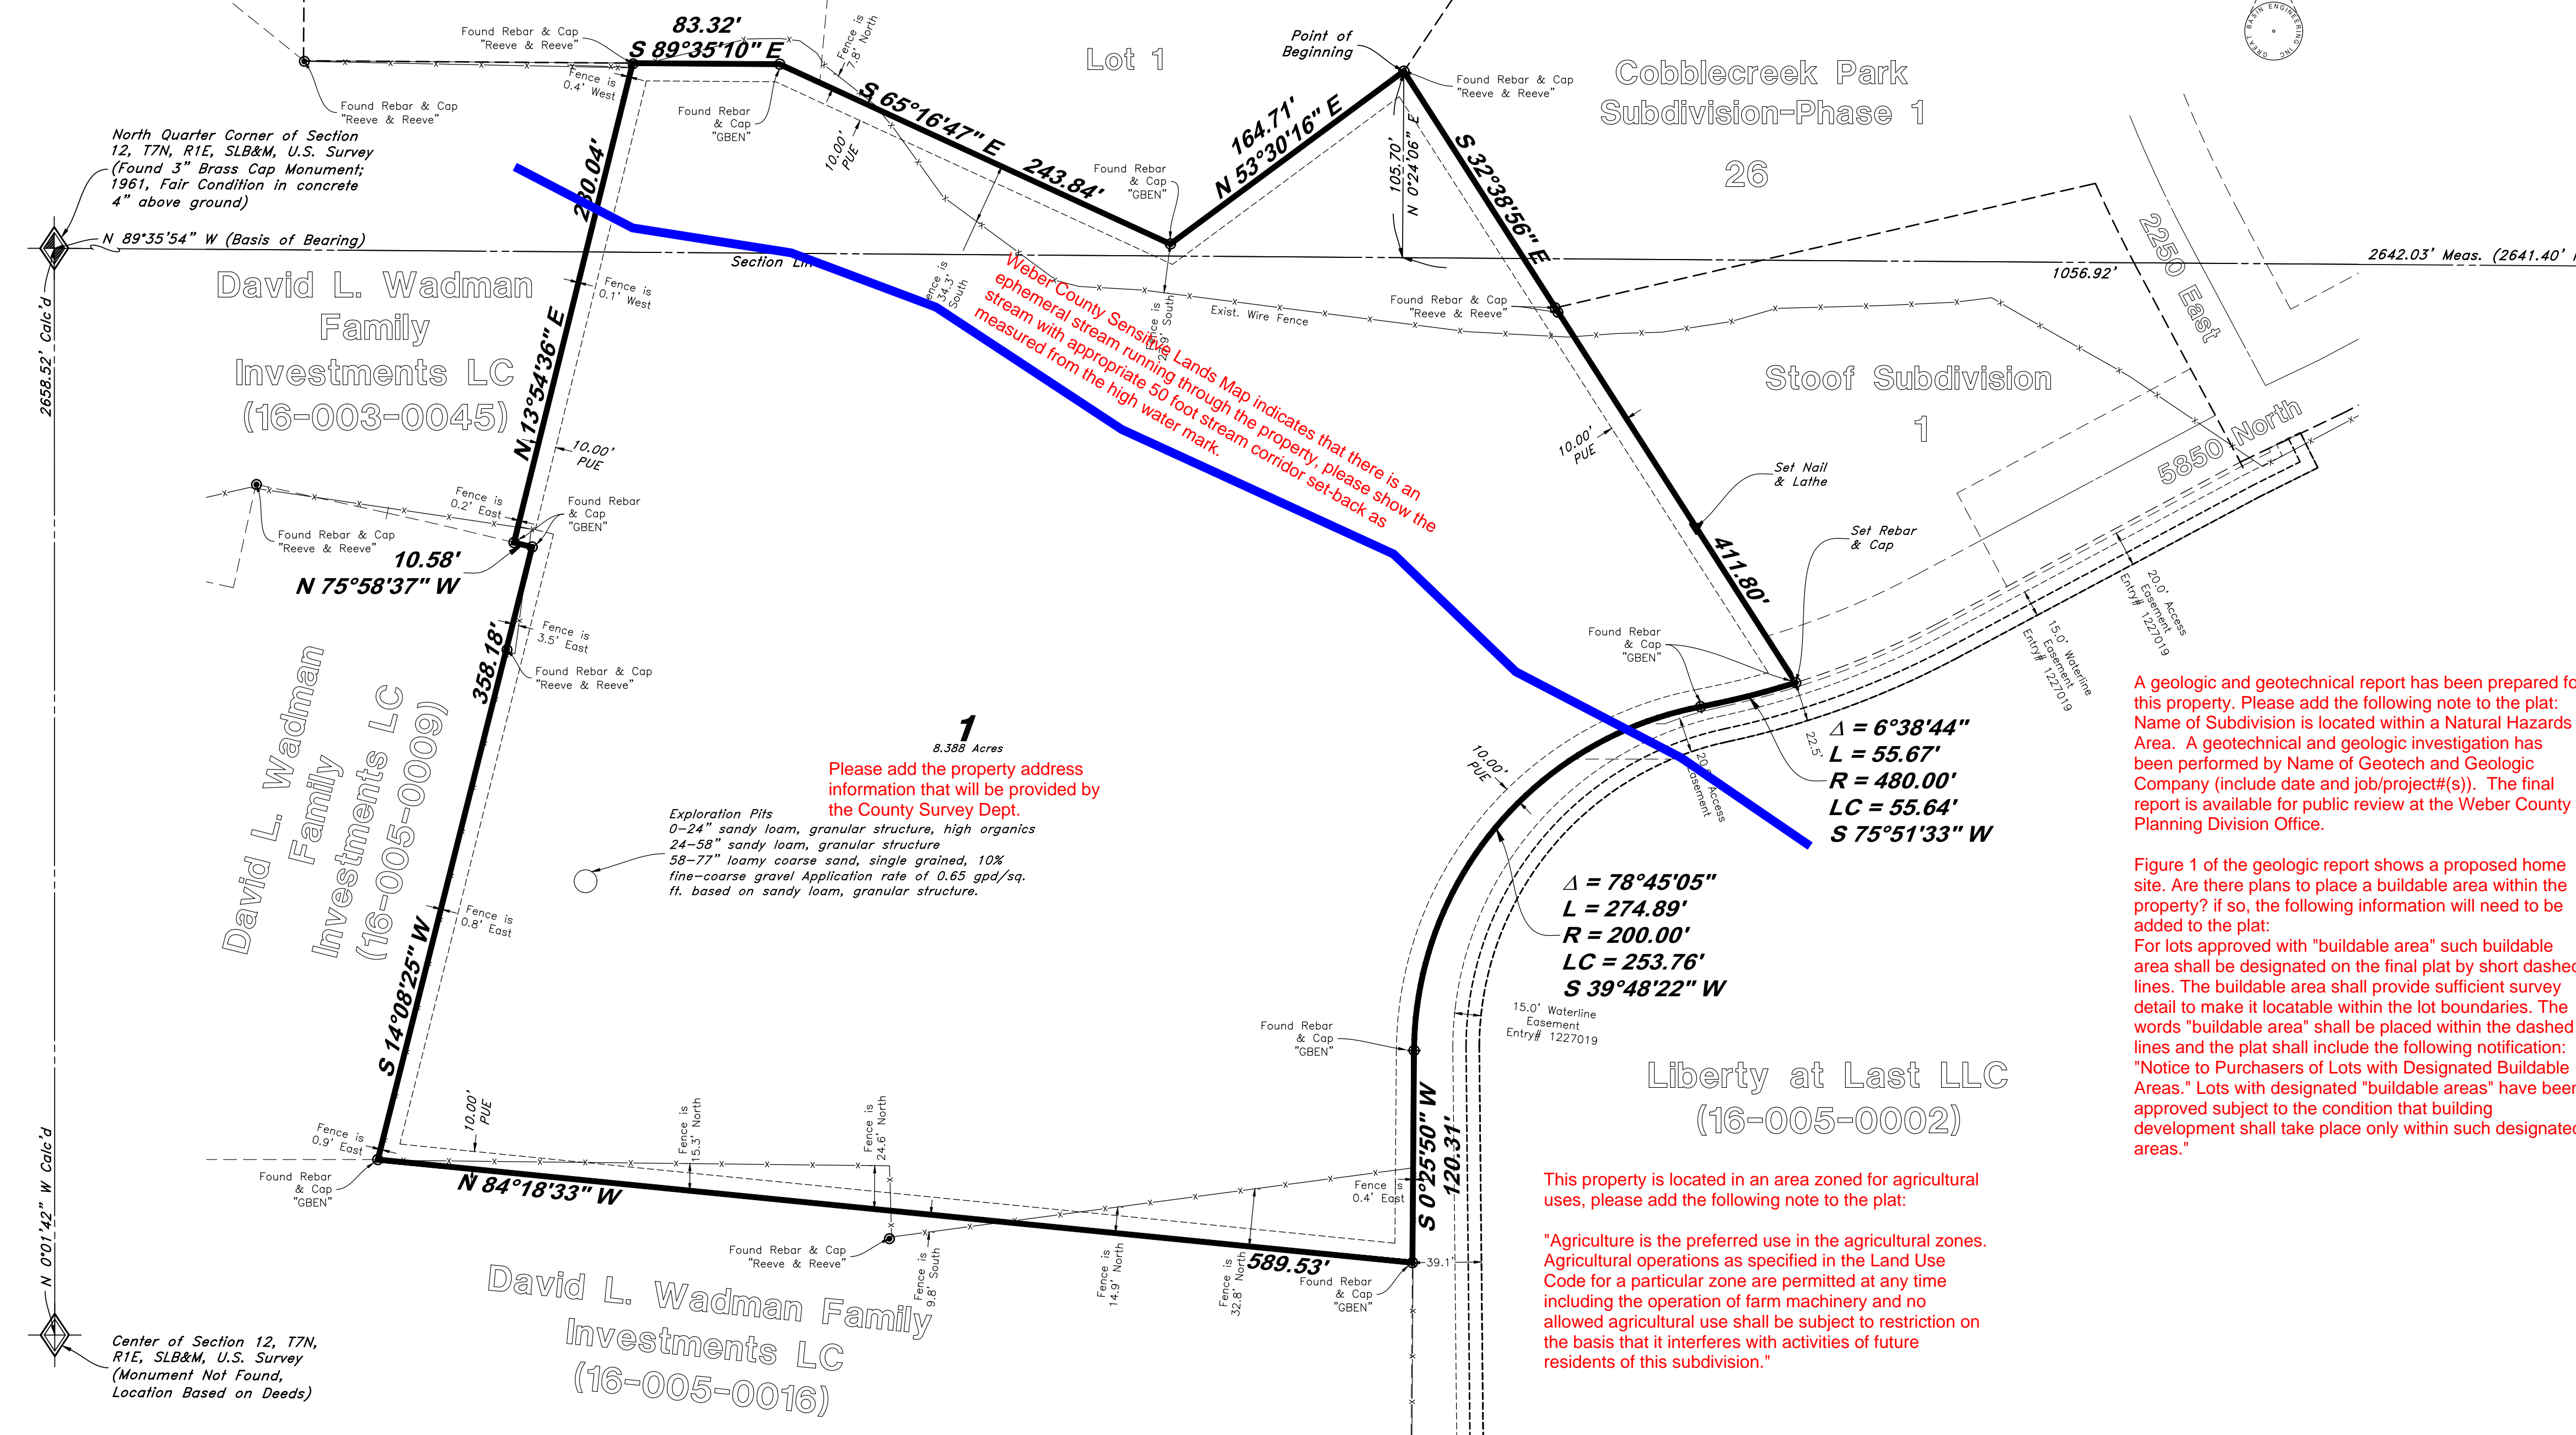 83.32'
S 89°35'10" E
Found Rebar & Cap
"Reeve & Reeve"
Fence is
7.8' North
Lot 1
Point of
Beginning
Found Rebar & Cap
"Reeve & Reeve"
Cobblecreek Park
Subdivision-Phase 1
26
GREAT BASIN ENGINEERING INC
Fence is
0.4' West
Found Rebar & Cap
"Reeve & Reeve"
Found Rebar
& Cap
"GBEN"
S 65°16'47" E
243.84'
10.00'
PUE
Found Rebar
& Cap
"GBEN"
164.71'
N 53°30'16" E
105.70'
N 0°24'06" E
S 32°38'56" E
411.80'
North Quarter Corner of Section
12, T7N, R1E, SLB&M, U.S. Survey
(Found 3" Brass Cap Monument;
1961, Fair Condition in concrete
4" above ground)
N 89°35'54" W (Basis of Bearing)
Section
2642.03' Meas. (2641.40'
1056.92'
2250 East
2658.52' Calc'd
David L. Wadman
Family
Investments LC
(16-003-0045)
N 13°54'36" E
Fence is
0.1' West
is
34.3'
South
Fence is
South
Exist. Wire Fence
Found Rebar & Cap
"Reeve & Reeve"
Weber County Sensitive Lands Map indicates that there is an
ephemeral stream running through the property, please show the
stream with appropriate 50 foot stream corridor set-back as
measured from the high water mark.
Stoof Subdivision
1
5850 North
10.00'
PUE
10.00'
PUE
Set Nail
& Lathe
Set Rebar
& Cap
Fence is
0.2' East
Found Rebar
& Cap
"GBEN"
Found Rebar & Cap
"Reeve & Reeve"
10.58'
N 75°58'37" W
20.0' Access
Easement
Entry# 1227019
15.0' Waterline
Easement
Entry# 1227019
Fence is
3.5' East
358.18'
Found Rebar & Cap
"Reeve & Reeve"
Found Rebar
& Cap
"GBEN"
David L. Wadman
Family
Investments LC
(16-005-0009)
S 14°08'25" W
1
8.388 Acres
Please add the property address
information that will be provided by
the County Survey Dept.
Exploration Pits
0-24" sandy loam, granular structure, high organics
24-58" sandy loam, granular structure
58-77" loamy coarse sand, single grained, 10%
fine-coarse gravel Application rate of 0.65 gpd/sq.
ft. based on sandy loam, granular structure.
10.00'
PUE
Access
Easement
22.5'
Δ = 6°38'44"
L = 55.67'
R = 480.00'
LC = 55.64'
S 75°51'33" W
Δ = 78°45'05"
L = 274.89'
R = 200.00'
LC = 253.76'
S 39°48'22" W
A geologic and geotechnical report has been prepared fo
this property. Please add the following note to the plat:
Name of Subdivision is located within a Natural Hazards
Area.  A geotechnical and geologic investigation has
been performed by Name of Geotech and Geologic
Company (include date and job/project#(s)).  The final
report is available for public review at the Weber County
Planning Division Office.
Figure 1 of the geologic report shows a proposed home
site. Are there plans to place a buildable area within the
property? if so, the following information will need to be
added to the plat:
For lots approved with "buildable area" such buildable
area shall be designated on the final plat by short dashed
lines. The buildable area shall provide sufficient survey
detail to make it locatable within the lot boundaries. The
words "buildable area" shall be placed within the dashed
lines and the plat shall include the following notification:
"Notice to Purchasers of Lots with Designated Buildable
Areas." Lots with designated "buildable areas" have been
approved subject to the condition that building
development shall take place only within such designated
areas."
Fence is
0.8' East
15.0' Waterline
Easement
Entry# 1227019
Found Rebar
& Cap
"GBEN"
Liberty at Last LLC
(16-005-0002)
S 0°25'50" W
120.31'
10.00'
PUE
Fence is
0.9' East
Found Rebar
& Cap
"GBEN"
N 84°18'33" W
589.53'
Fence is
15.3' North
Fence is
24.6' North
Found Rebar & Cap
"Reeve & Reeve"
Fence is
9.8' South
Fence is
14.9' North
Fence is
32.8' North
Fence is
0.4' East
Found Rebar
& Cap
"GBEN"
39.1'
This property is located in an area zoned for agricultural
uses, please add the following note to the plat:
"Agriculture is the preferred use in the agricultural zones.
Agricultural operations as specified in the Land Use
Code for a particular zone are permitted at any time
including the operation of farm machinery and no
allowed agricultural use shall be subject to restriction on
the basis that it interferes with activities of future
residents of this subdivision."
David L. Wadman Family
Investments LC
(16-005-0016)
N 0°01'42" W Calc'd
Center of Section 12, T7N,
R1E, SLB&M, U.S. Survey
(Monument Not Found,
Location Based on Deeds)